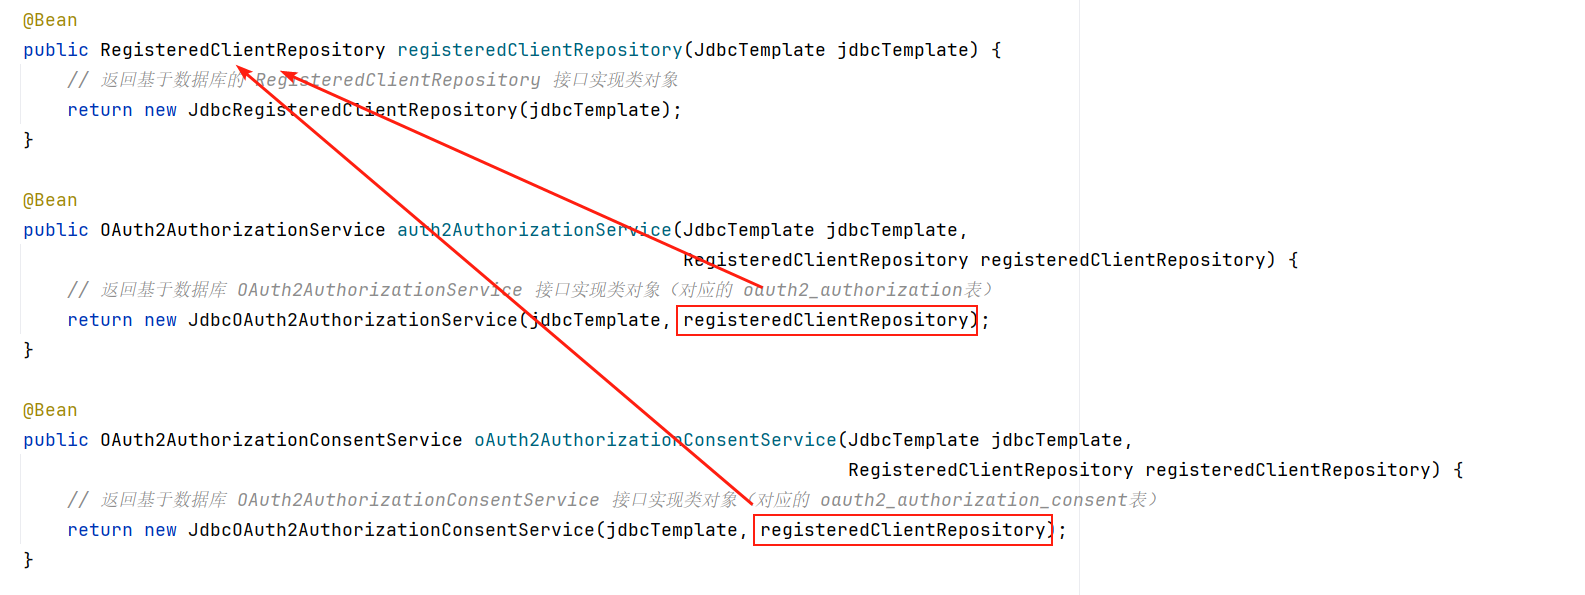 @Bean
public RegisteredClientRepository registeredClientRepository(JdbcTemplate jdbcTemplate) {
// 返回基于数据库的 RegisteredClientRepository 接口实现类对象
return new JdbcRegisteredClientRepository(jdbcTemplate);
}
@Bean
public OAuth2AuthorizationService auth2AuthorizationService(JdbcTemplate jdbcTemplate,
RegisteredClientRepository registeredClientRepository) {
// 返回基于数据库 OAuth2AuthorizationService 接口实现类对象（对应的 oauth2_authorization表）
return new JdbcOAuth2AuthorizationService(jdbcTemplate, registeredClientRepository);
}
@Bean
public OAuth2AuthorizationConsentService oAuth2AuthorizationConsentService(JdbcTemplate jdbcTemplate,
RegisteredClientRepository registeredClientRepository) {
// 返回基于数据库 OAuth2AuthorizationConsentService 接口实现类对象（对应的 oauth2_authorization_consent表）
return new JdbcOAuth2AuthorizationConsentService(jdbcTemplate, registeredClientRepository);
}